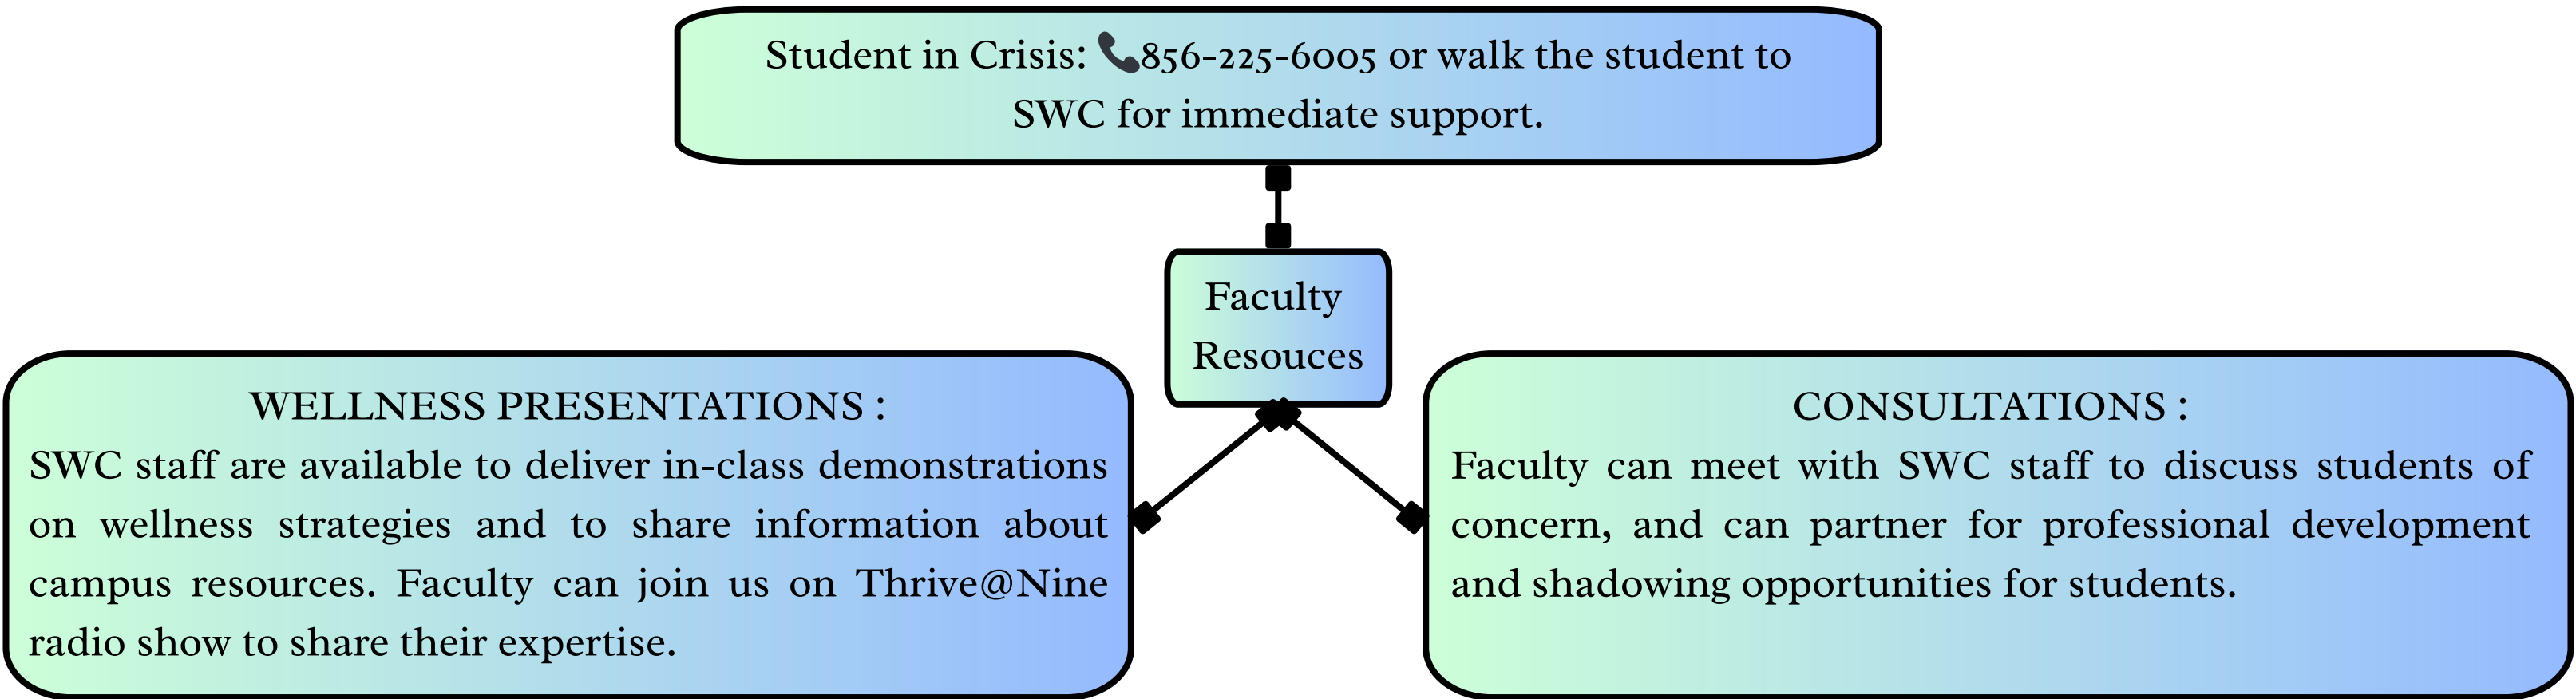 Student in Crisis: 📞856-225-6005 or walk the student to
SWC for immediate support.
Faculty
Resouces
WELLNESS PRESENTATIONS :
SWC staff are available to deliver in-class demonstrations
on wellness strategies and to share information about
campus resources. Faculty can join us on Thrive@Nine
radio show to share their expertise.
CONSULTATIONS :
Faculty can meet with SWC staff to discuss students of
concern, and can partner for professional development
and shadowing opportunities for students.